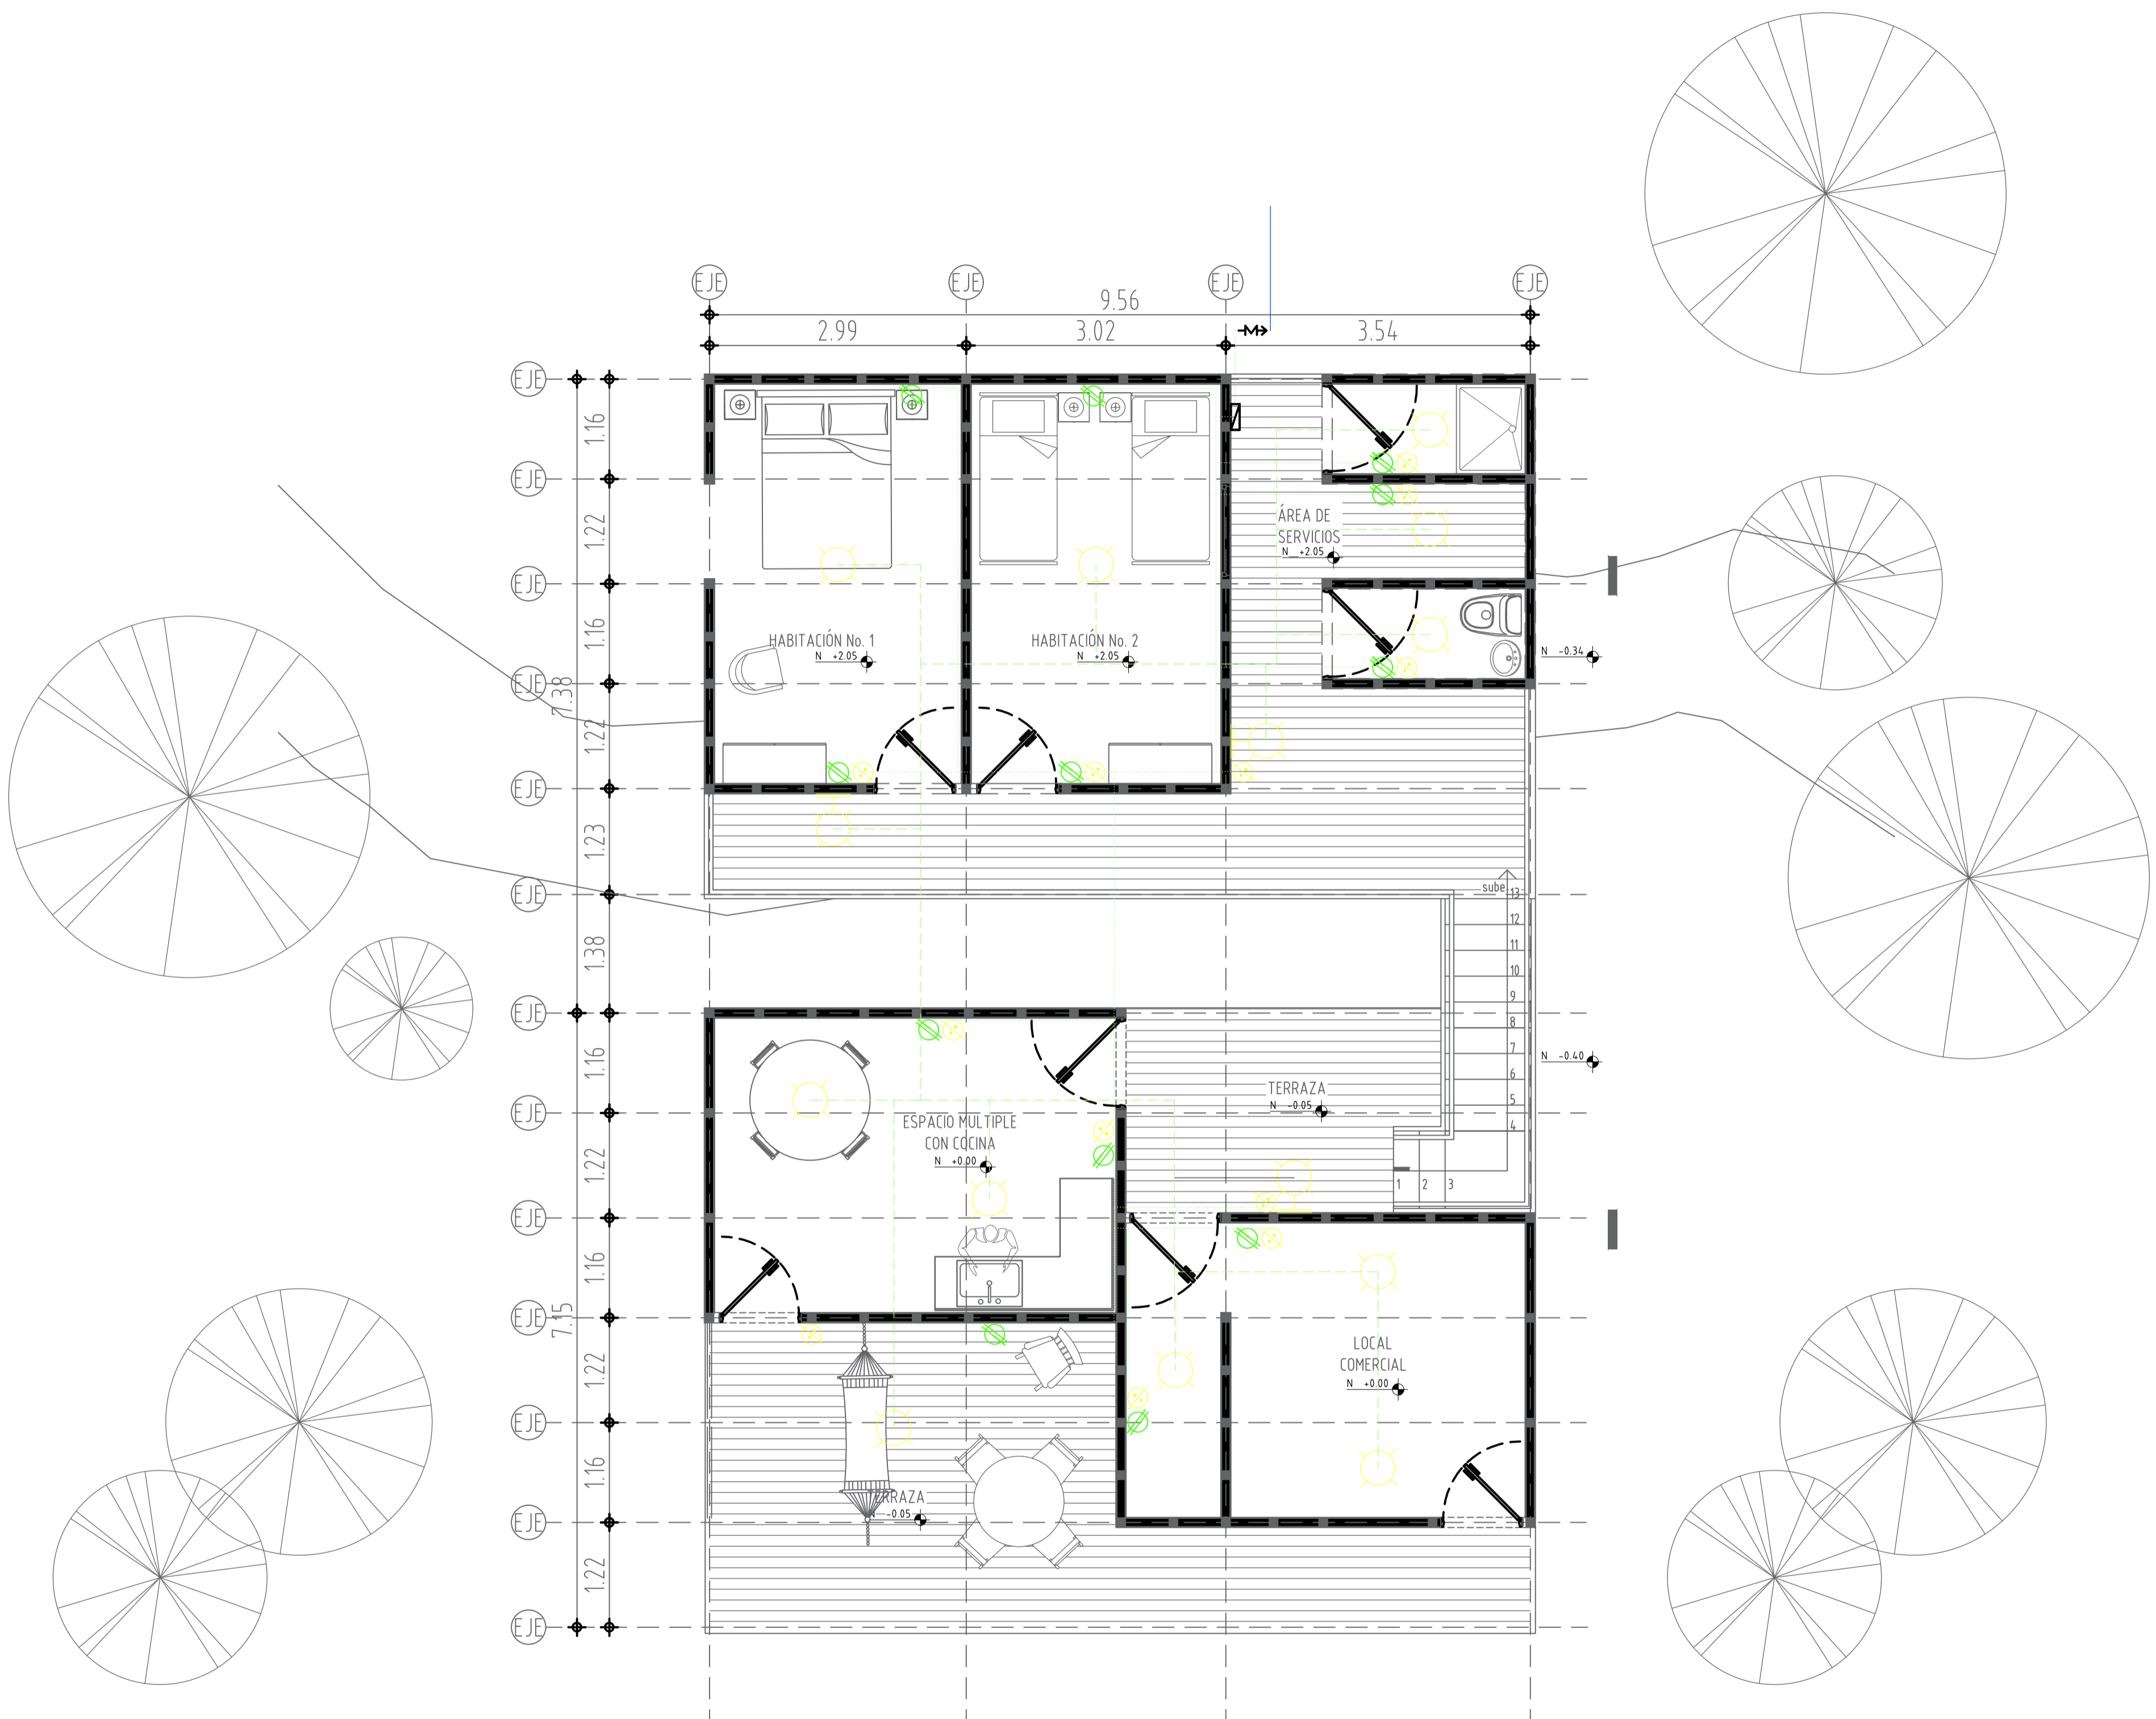 EJE EJE EJE EJE
9.56
2.99 3.02 3.54
M
EJE
1.16
EJE
1.22
ÁREA DE
SERVICIOS
N +2.05
EJE
1.16
HABITACIÓN No. 1
N +2.05
HABITACIÓN No. 2
N +2.05
N -0.34
EJE
7.38
1.22
EJE
1.23
sube
13
EJE
12
11
1.38
10
9
EJE
8
7
1.16
6
TERRAZA
N -0.05
N -0.40
5
EJE
4
ESPACIO MULTIPLE
CON COCINA
N +0.00
1.22
1 2 3
EJE
1.16
EJE
7.15
LOCAL
COMERCIAL
N +0.00
1.22
EJE
1.16
TERRAZA
N -0.05
EJE
1.22
EJE